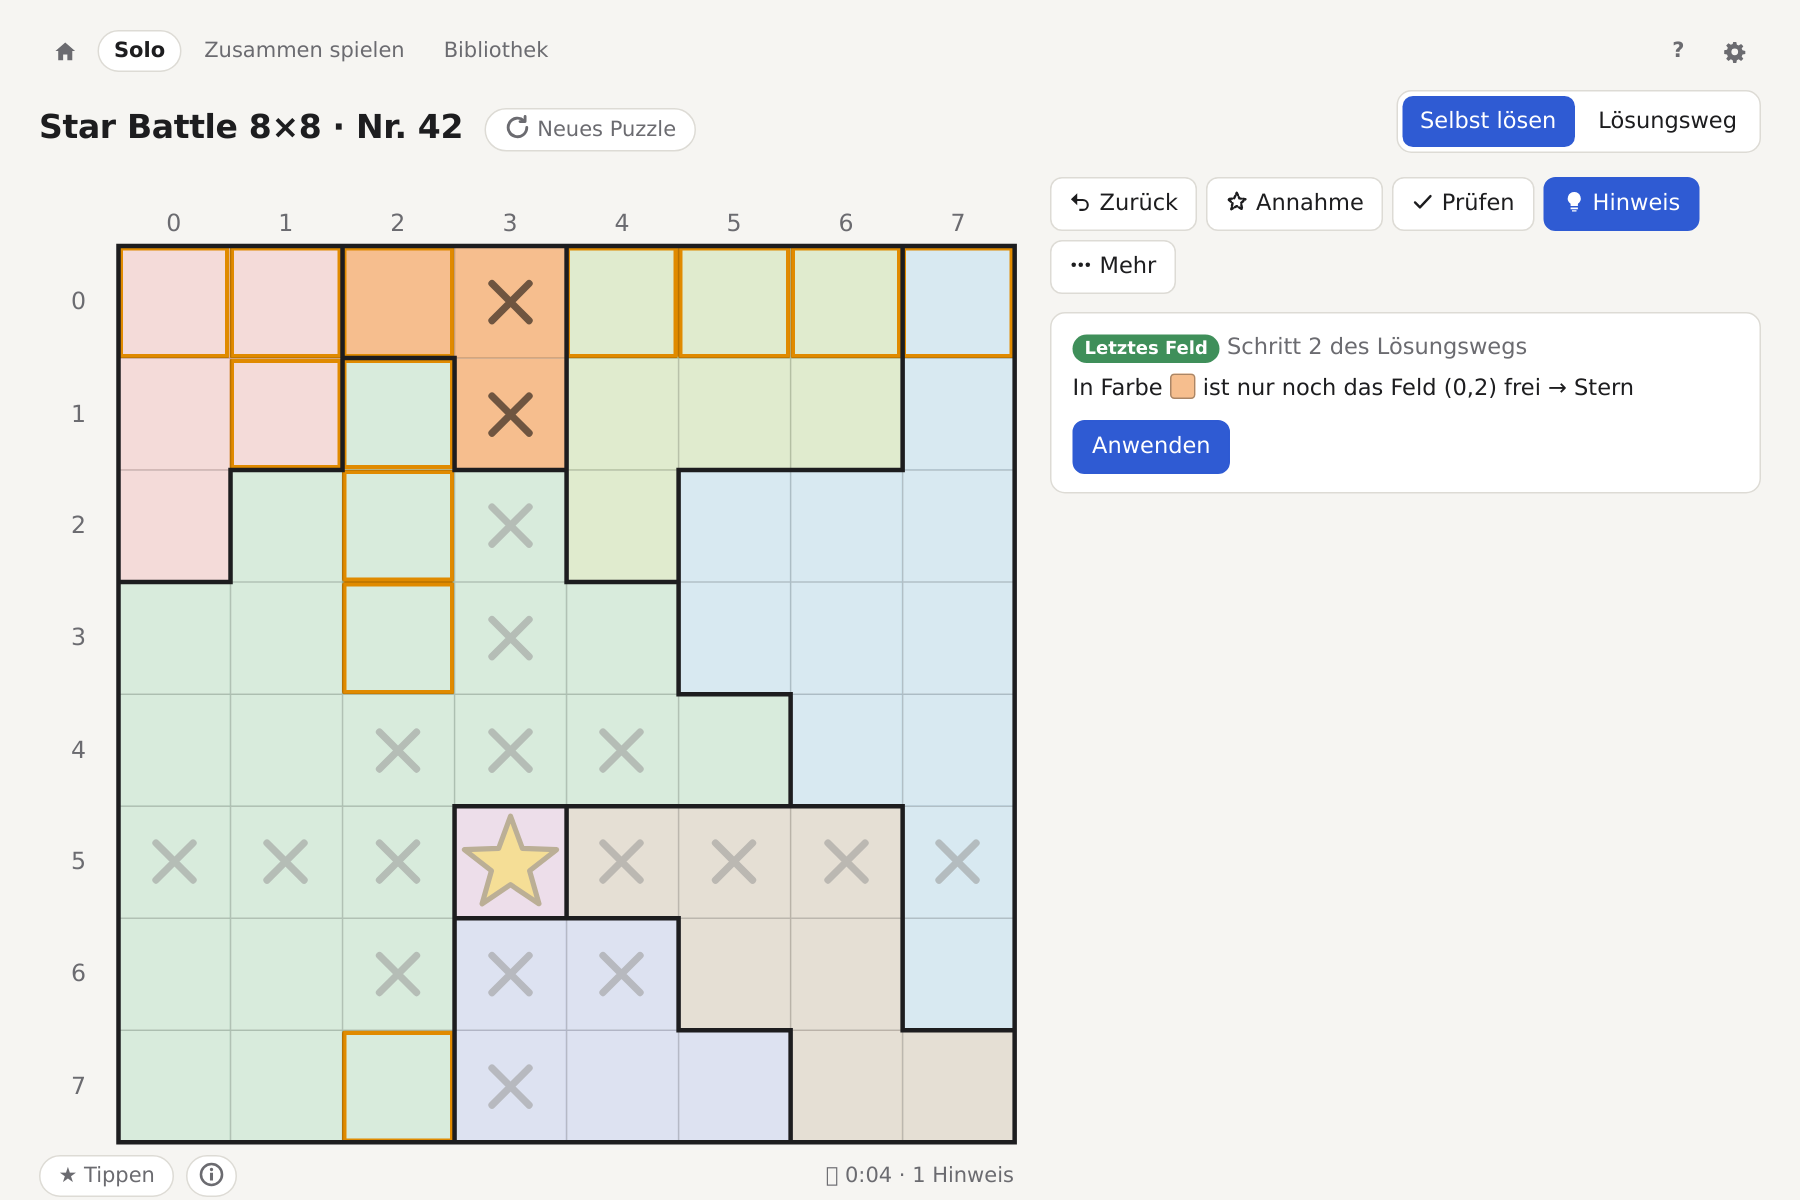 Solo Zusammen spielen Bibliothek ?
Star Battle 8×8 · Nr. 42 Neues Puzzle Selbst lösen Lösungsweg
Zurück Annahme Prüfen Hinweis
··· Mehr
0 1 2 3 4 5 6 7
0
1
2
3
4
5
6
7
Letztes Feld Schritt 2 des Lösungswegs
In Farbe ist nur noch das Feld (0,2) frei → Stern
Anwenden
★ Tippen 0:04 · 1 Hinweis